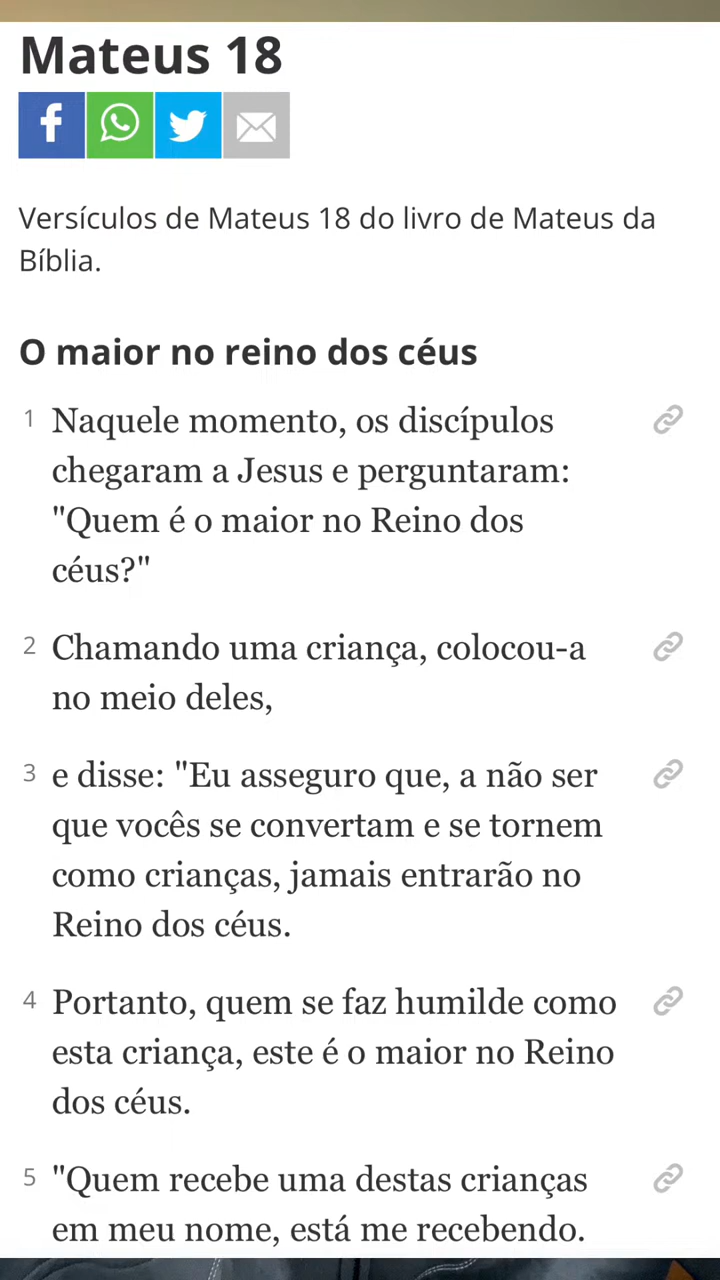 Mateus 18
Versículos de Mateus 18 do livro de Mateus da
Bíblia.
O maior no reino dos céus
1 Naquele momento, os discípulos
chegaram a Jesus e perguntaram:
"Quem é o maior no Reino dos
céus?"
2 Chamando uma criança, colocou-a
no meio deles,
3 e disse: "Eu asseguro que, a não ser
que vocês se convertam e se tornem
como crianças, jamais entrarão no
Reino dos céus.
4 Portanto, quem se faz humilde como
esta criança, este é o maior no Reino
dos céus.
5 "Quem recebe uma destas crianças
em meu nome, está me recebendo.